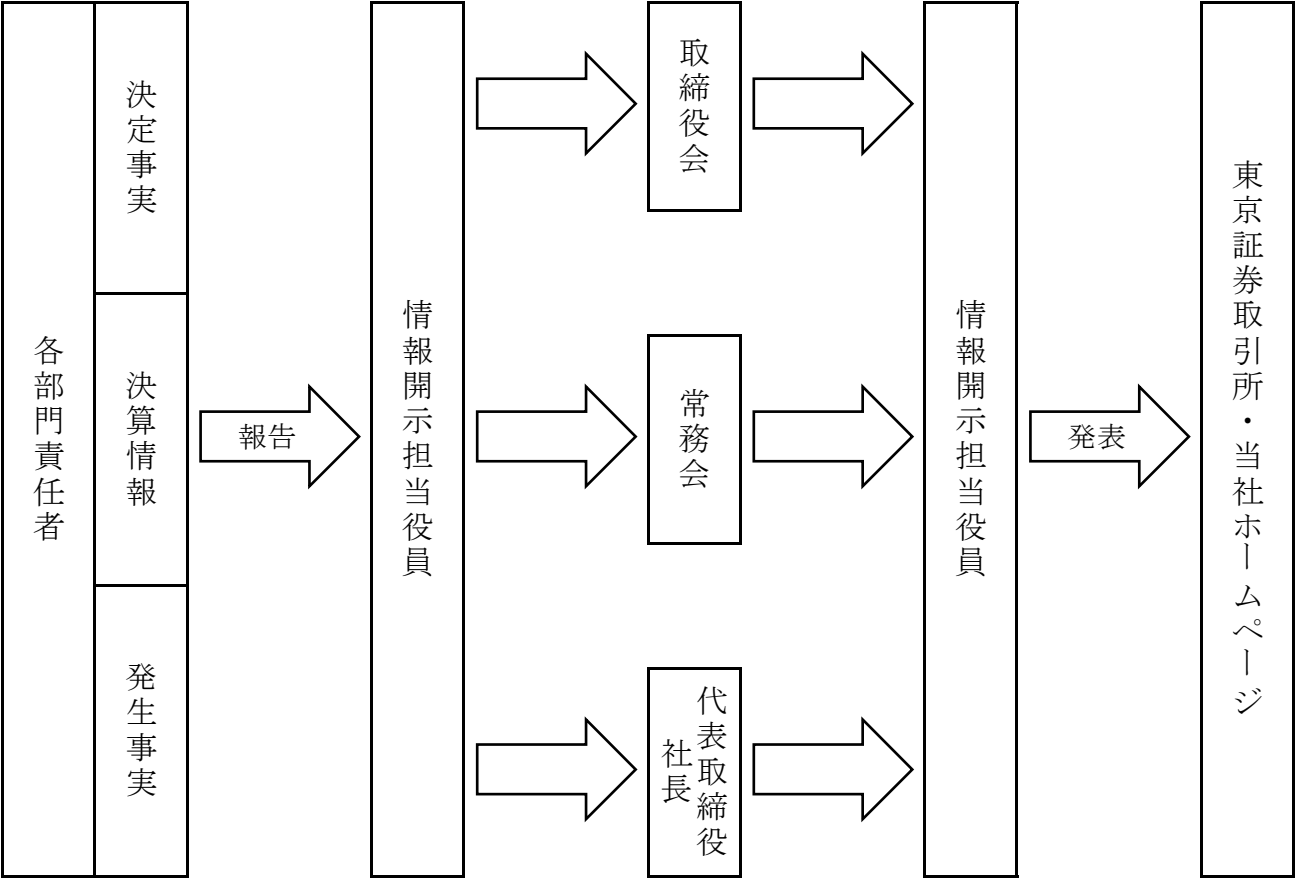 各部門責任者
決定事実
決算情報
発生事実
報告
情報開示担当役員
取締役会
常務会
代表取締役
社長
情報開示担当役員
発表
東京証券取引所・当社ホームページ